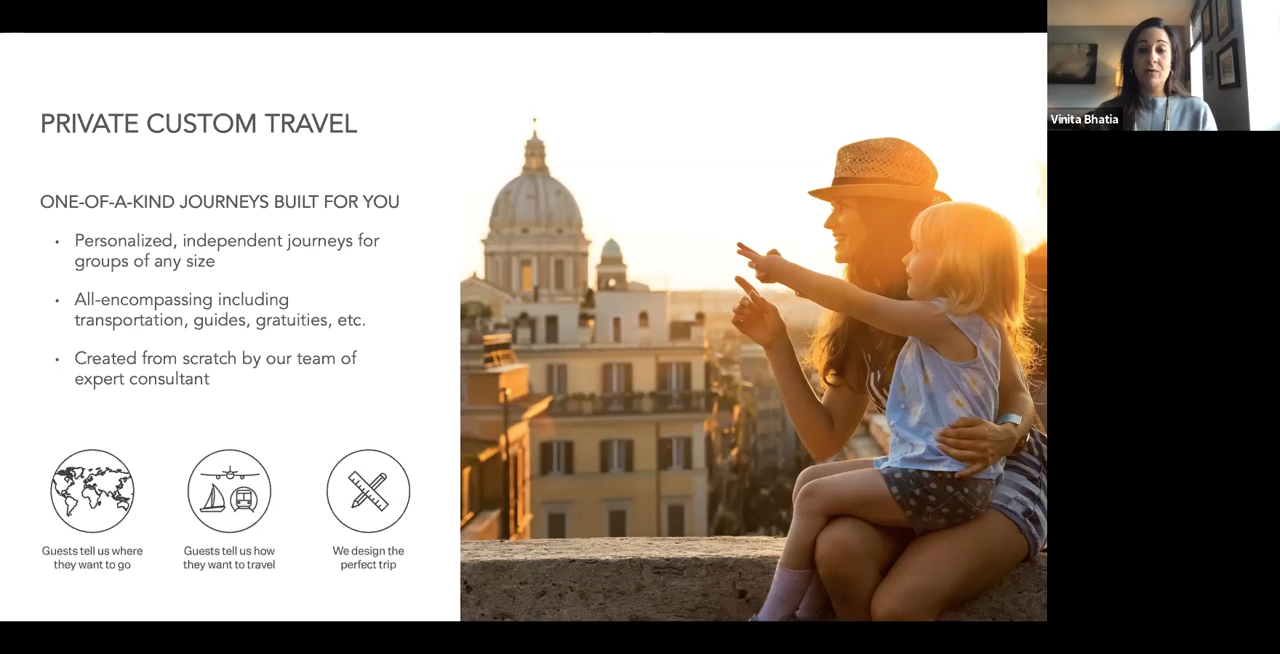 PRIVATE CUSTOM TRAVEL
ONE-OF-A-KIND JOURNEYS BUILT FOR YOU
• Personalized, independent journeys for
groups of any size
• All-encompassing including
transportation, guides, gratuities, etc.
• Created from scratch by our team of
expert consultant
Guests tell us where
they want to go
Guests tell us how
they want to travel
We design the
perfect trip
Vinita Bhatia